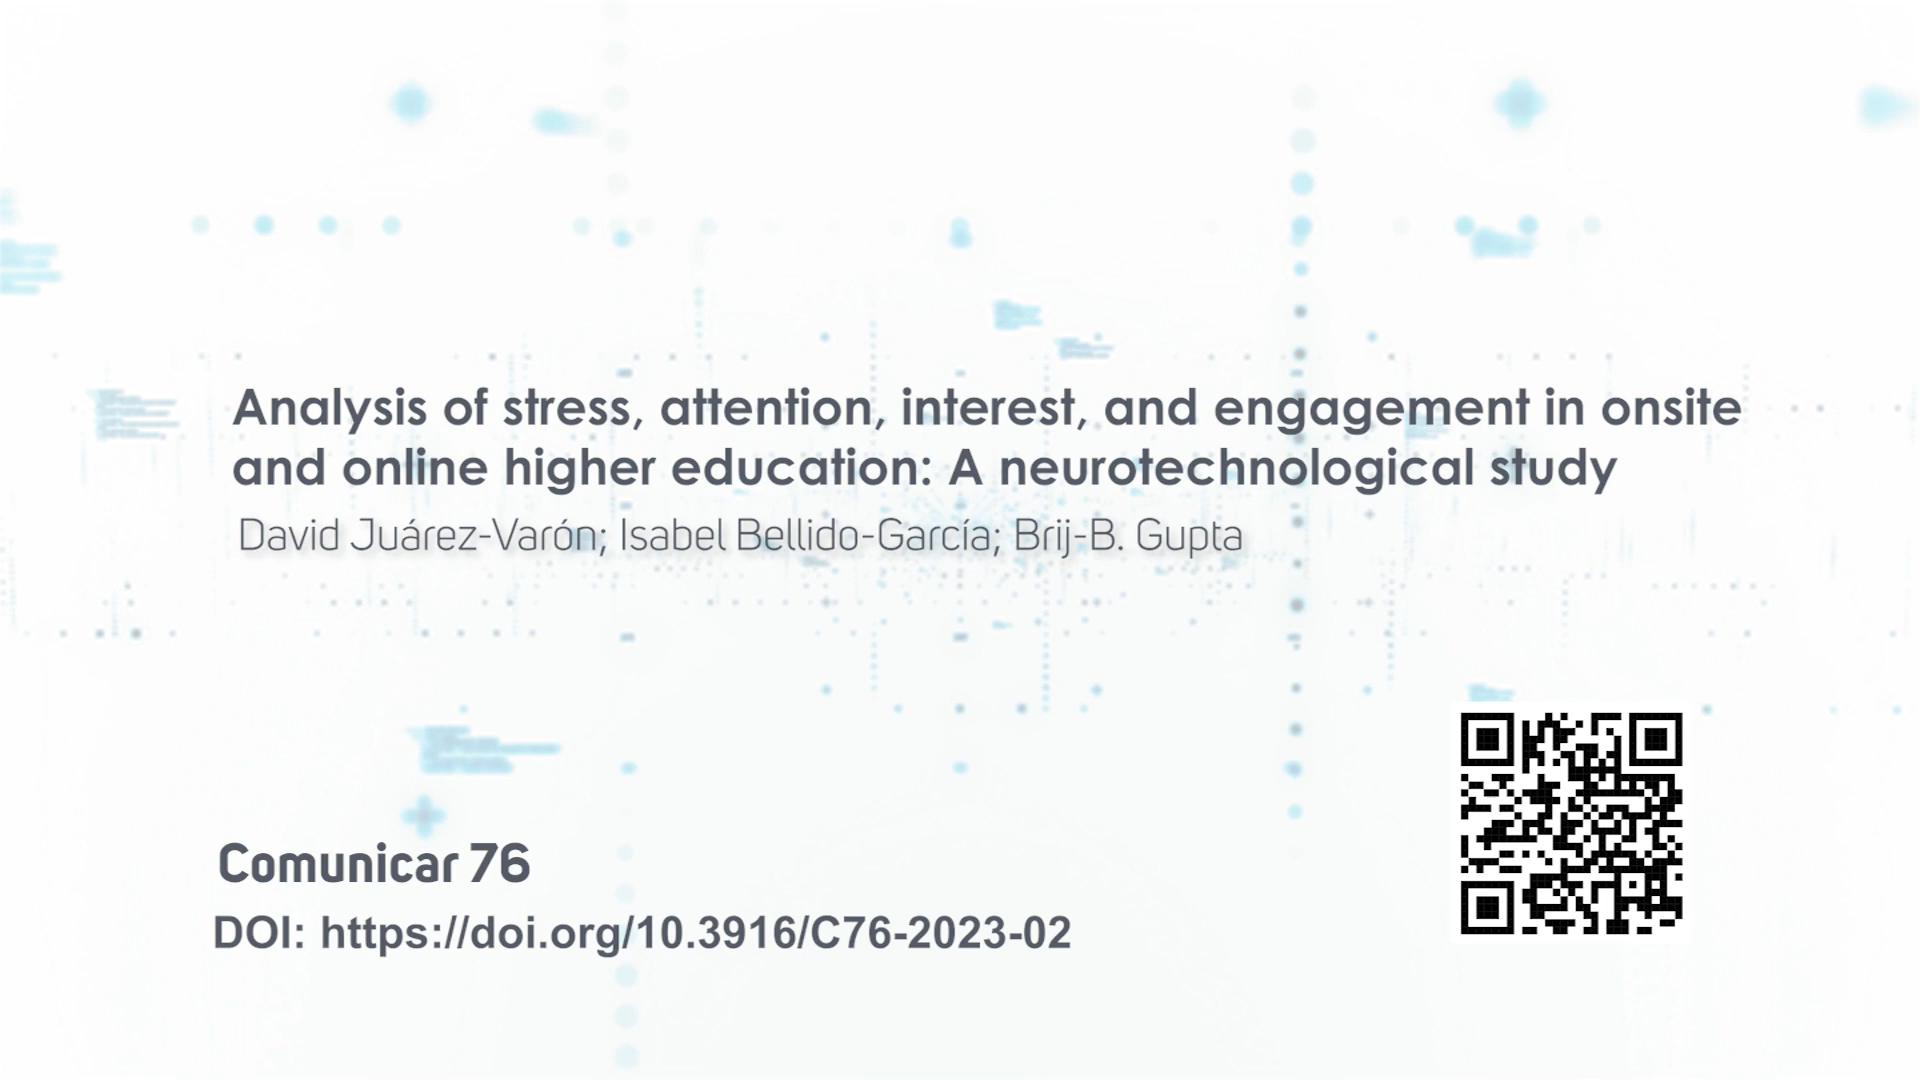 Analysis of stress, attention, interest, and engagement in onsite
and online higher education: A neurotechnological study
David Juárez-Varón; Isabel Bellido-García; Brij-B. Gupta
Comunicar 76
DOI: https://doi.org/10.3916/C76-2023-02